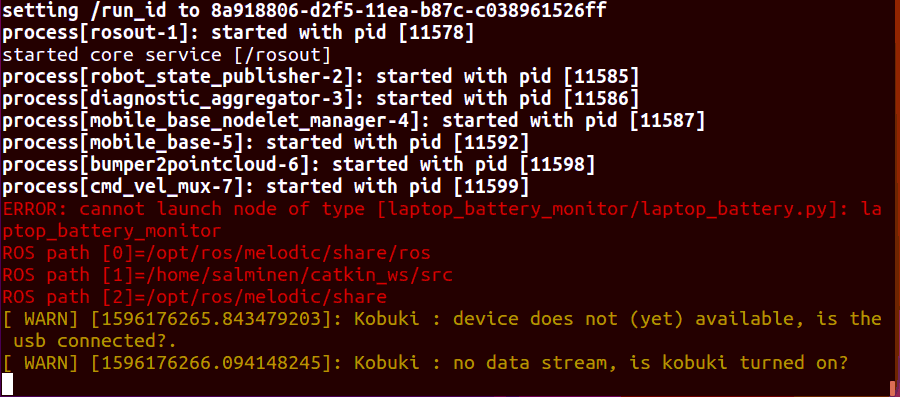 setting /run_id to 8a918806-d2f5-11ea-b87c-c038961526ff
process[rosout-1]: started with pid [11578]
started core service [/rosout]
process[robot_state_publisher-2]: started with pid [11585]
process[diagnostic_aggregator-3]: started with pid [11586]
process[mobile_base_nodelet_manager-4]: started with pid [11587]
process[mobile_base-5]: started with pid [11592]
process[bumper2pointcloud-6]: started with pid [11598]
process[cmd_vel_mux-7]: started with pid [11599]
ERROR: cannot launch node of type [laptop_battery_monitor/laptop_battery.py]: la
ptop_battery_monitor
ROS path [0]=/opt/ros/melodic/share/ros
ROS path [1]=/home/salminen/catkin_ws/src
ROS path [2]=/opt/ros/melodic/share
[ WARN] [1596176265.843479203]: Kobuki : device does not (yet) available, is the
 usb connected?.
[ WARN] [1596176266.094148245]: Kobuki : no data stream, is kobuki turned on?